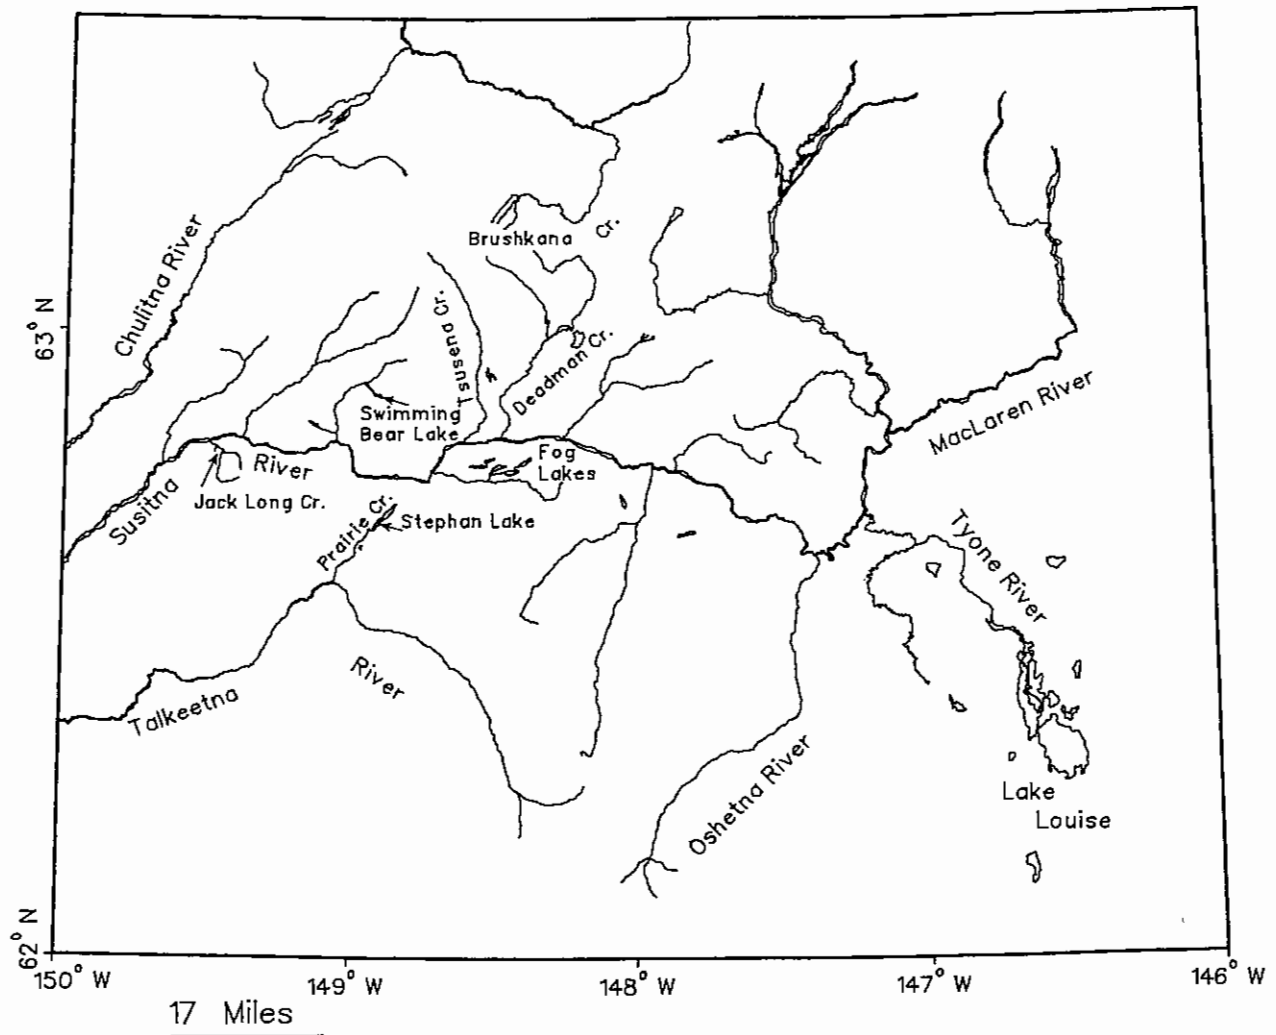 Brushkana Cr.
Chulitna River
63° N
Tsusena Cr.
Deadman Cr.
Swimming
Bear Lake
MacLaren River
Fog
Lakes
Susitna River
Jack Long Cr.
Prairie Cr.
Stephan Lake
Tyone River
River
Talkeetna
Oshetna River
Lake
Louise
62° N
150° W
149° W
148° W
147° W
146° W
17 Miles